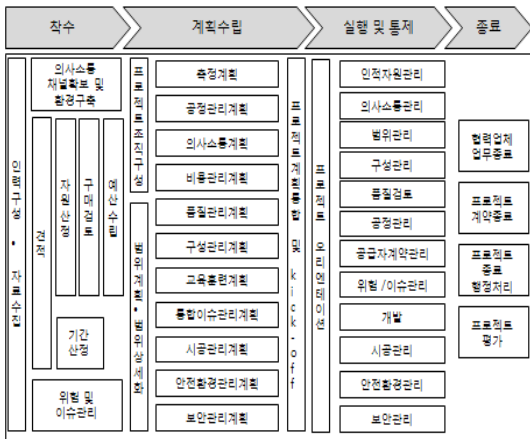 착수
계획수립
실행 및 통제
종료
인력구성 • 자료수집
의사소통
채널확보 및
환경구축
견적
자원산정
구매검토
예산수립
기간
산정
위험 및
이슈관리
프로젝트조직구성
범위계획•범위상세화
측정계획
공정관리계획
의사소통계획
비용관리계획
품질관리계획
구성관리계획
교육훈련계획
통합이슈관리계획
시공관리계획
안전환경관리계획
보안관리계획
프로젝트계획통합 및 kick-off
프로젝트 오리엔테이션
인적자원관리
의사소통관리
범위관리
구성관리
품질검토
공정관리
공급자계약관리
위험 /이슈관리
개발
시공관리
안전환경관리
보안관리
협력업체
업무종료
프로젝트
계약종료
프로젝트
종료
행정처리
프로젝트
평가